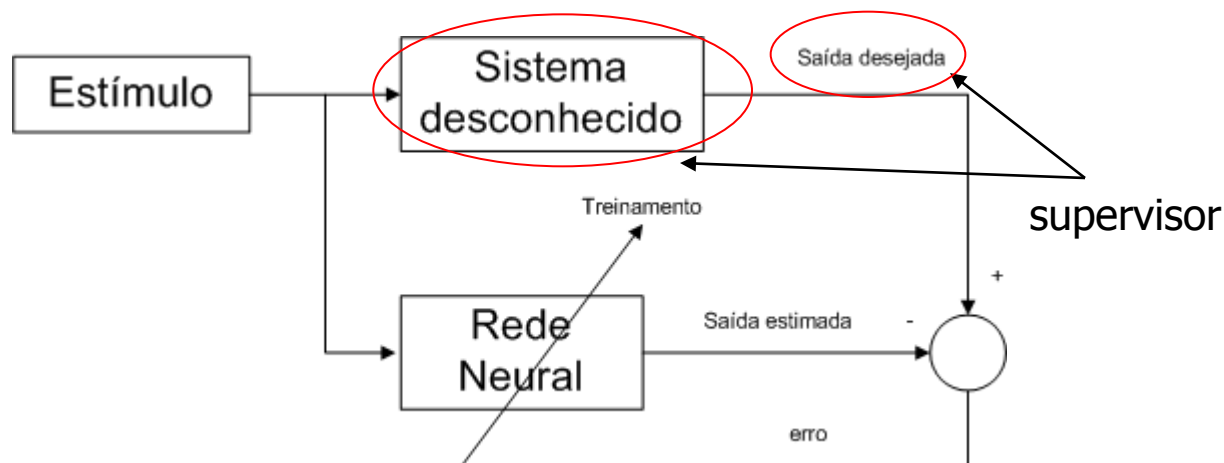 Estímulo
Sistema
desconhecido
Saída desejada
supervisor
Treinamento
+
Rede
Neural
Saída estimada
-
erro